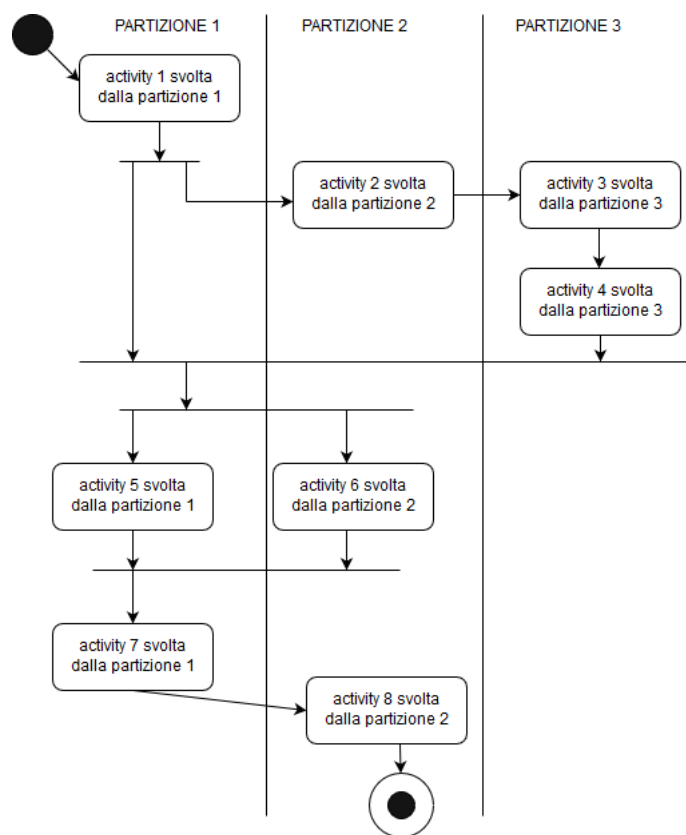 PARTIZIONE 1
PARTIZIONE 2
PARTIZIONE 3
activity 1 svolta
dalla partizione 1
activity 2 svolta
dalla partizione 2
activity 3 svolta
dalla partizione 3
activity 4 svolta
dalla partizione 3
activity 5 svolta
dalla partizione 1
activity 6 svolta
dalla partizione 2
activity 7 svolta
dalla partizione 1
activity 8 svolta
dalla partizione 2